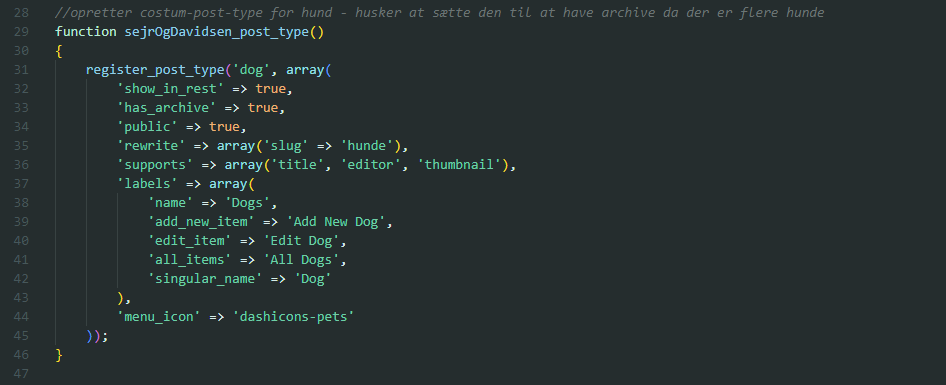 28 //opretter costum-post-type for hund - husker at sætte den til at have archive da der er flere hunde
29 function sejrOgDavidsen_post_type()
30 {
31 register_post_type('dog', array(
32 'show_in_rest' => true,
33 'has_archive' => true,
34 'public' => true,
35 'rewrite' => array('slug' => 'hunde'),
36 'supports' => array('title', 'editor', 'thumbnail'),
37 'labels' => array(
38 'name' => 'Dogs',
39 'add_new_item' => 'Add New Dog',
40 'edit_item' => 'Edit Dog',
41 'all_items' => 'All Dogs',
42 'singular_name' => 'Dog'
43 ),
44 'menu_icon' => 'dashicons-pets'
45 ));
46 }
47